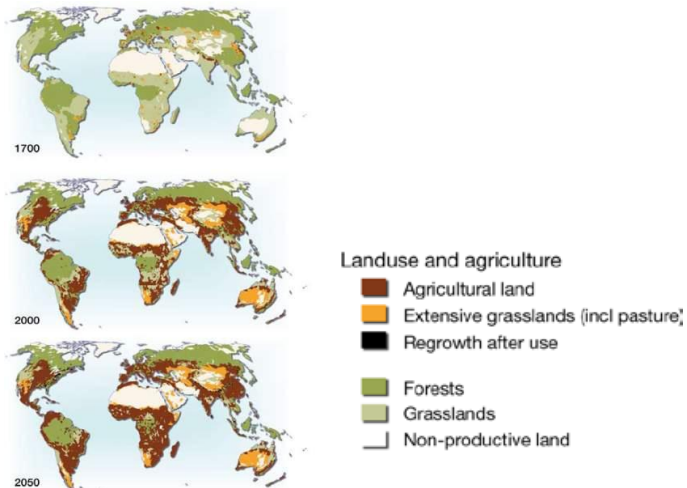 1700
2000
2050
Landuse and agriculture
Agricultural land
Extensive grasslands (incl pasture)
Regrowth after use
Forests
Grasslands
Non-productive land